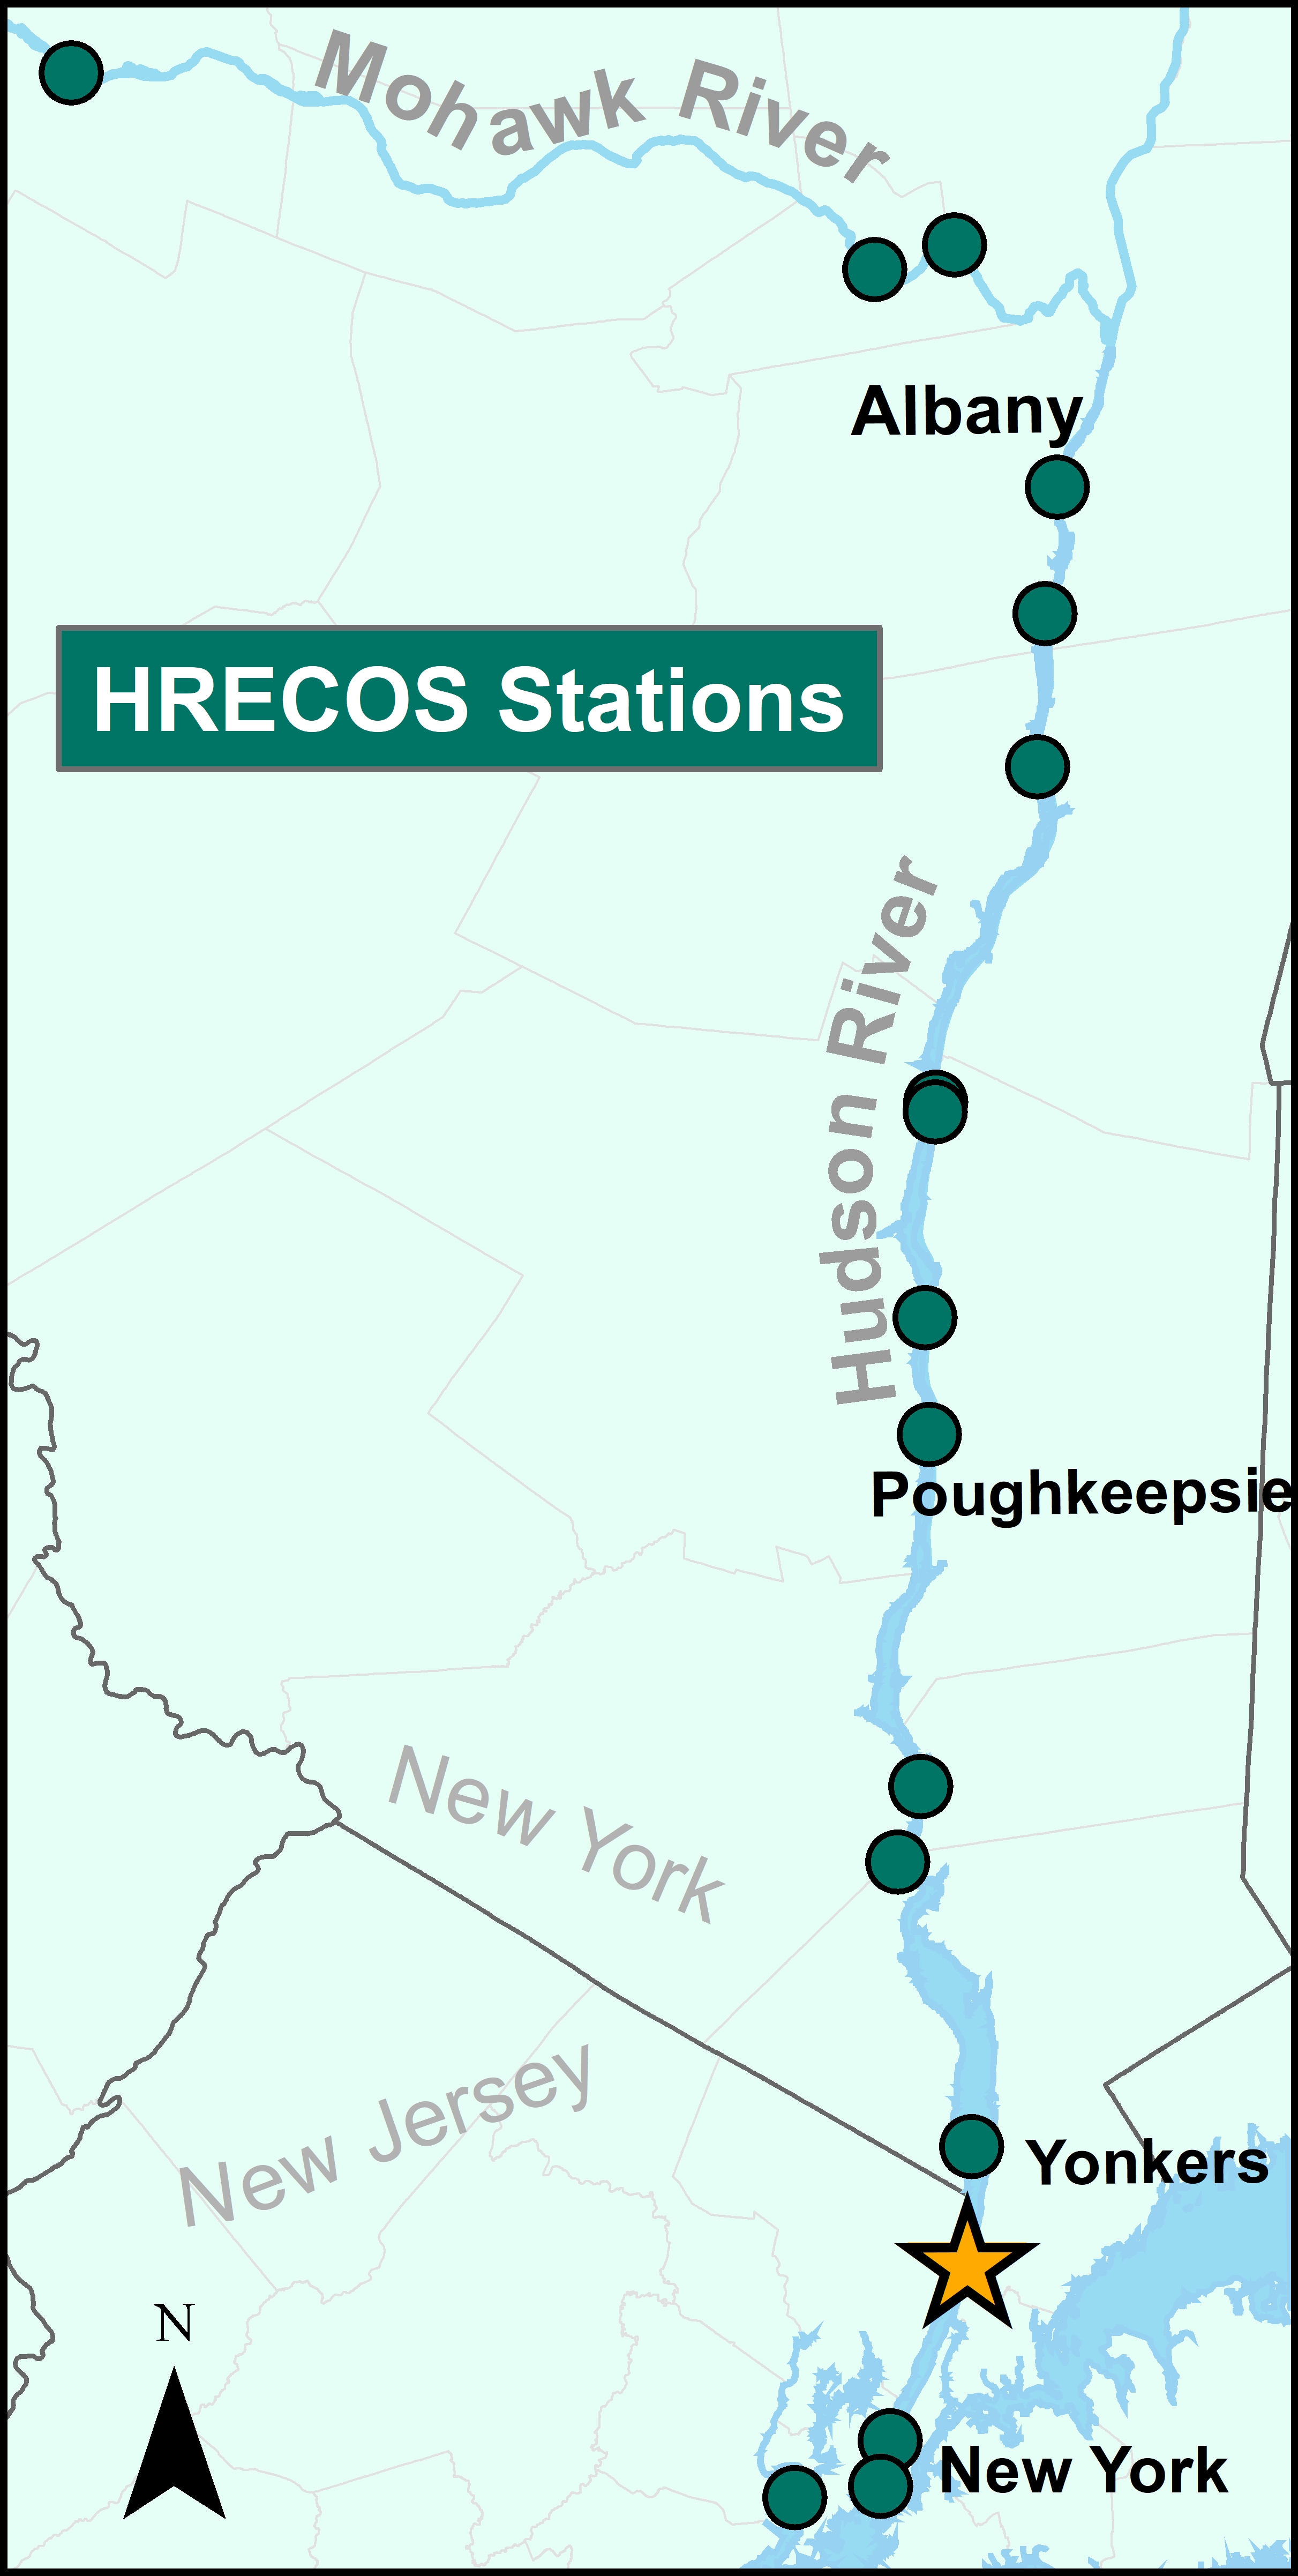 Mohawk River
Albany
HRECOS Stations
Hudson River
Poughkeepsie
New York
New Jersey
Yonkers
N
New York